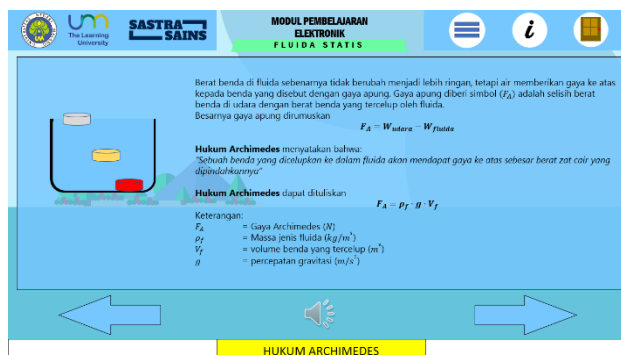 um
The Learning
University
SASTRA
SAINS
MODUL PEMBELAJARAN
ELEKTRONIK
FLUIDA STATIS
i
Berat benda di fluida sebenarnya tidak berubah menjadi lebih ringan, tetapi air memberikan gaya ke atas
kepada benda yang disebut dengan gaya apung. Gaya apung diberi simbol (F_A) adalah selisih berat
benda di udara dengan berat benda yang tercelup oleh fluida.
Besarnya gaya apung dirumuskan
F_A = W_udara − W_fluida
Hukum Archimedes menyatakan bahwa:
"Sebuah benda yang dicelupkan ke dalam fluida akan mendapat gaya ke atas sebesar berat zat cair yang
dipindahkannya"
Hukum Archimedes dapat dituliskan
F_A = ρ_f · g · V_f
Keterangan:
F_A = Gaya Archimedes (N)
ρ_f = Massa jenis fluida (kg/m³)
V_f = volume benda yang tercelup (m³)
g = percepatan gravitasi (m/s²)
HUKUM ARCHIMEDES